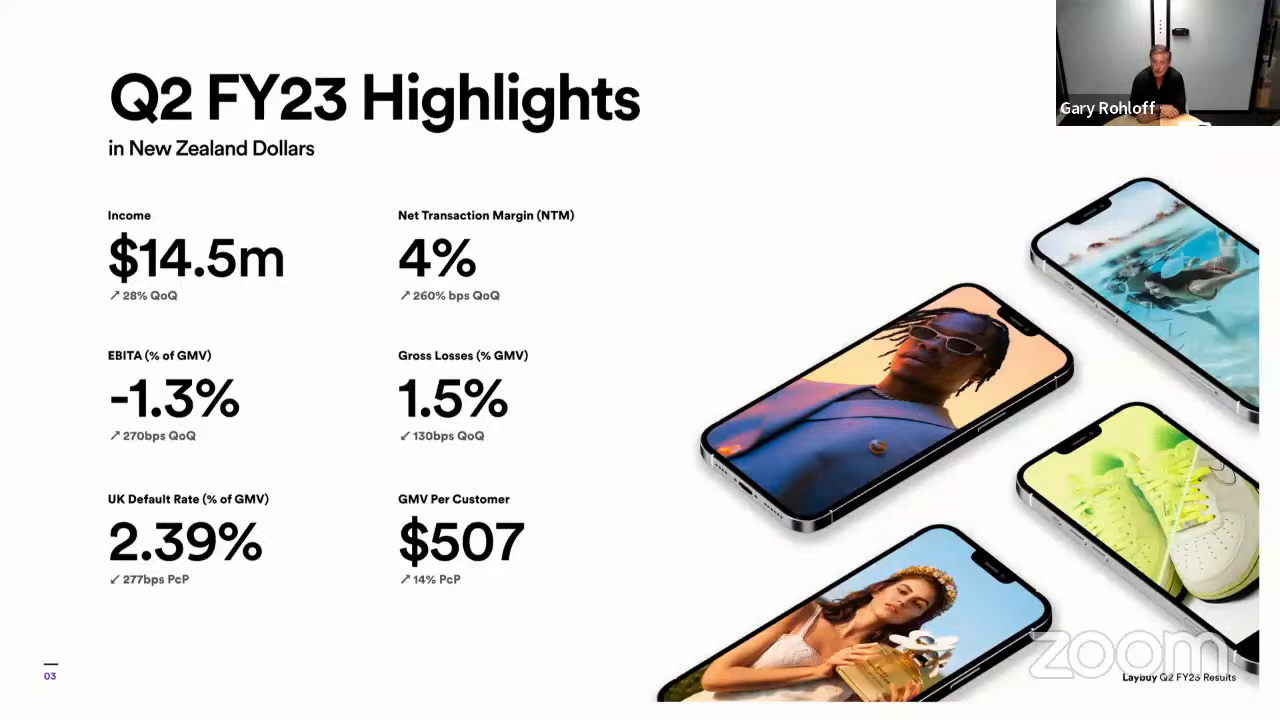 Q2 FY23 Highlights
in New Zealand Dollars
Gary Rohloff
Income
$14.5m
↗ 28% QoQ
Net Transaction Margin (NTM)
4%
↗ 260% bps QoQ
EBITA (% of GMV)
-1.3%
↗ 270bps QoQ
Gross Losses (% GMV)
1.5%
↙ 130bps QoQ
UK Default Rate (% of GMV)
2.39%
↙ 277bps PcP
GMV Per Customer
$507
↗ 14% PcP
03
zoom
Laybuy Q2 FY23 Results